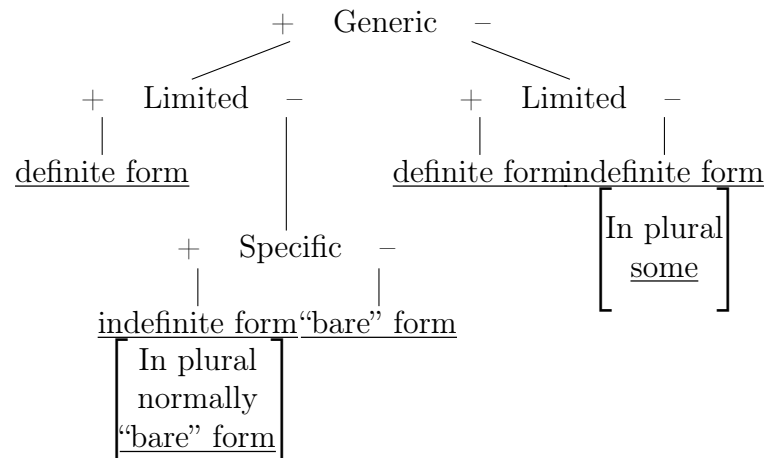 + Generic –
+ Limited – + Limited –
definite form definite form indefinite form
In plural
+ Specific – some
indefinite form “bare” form
In plural
normally
“bare” form